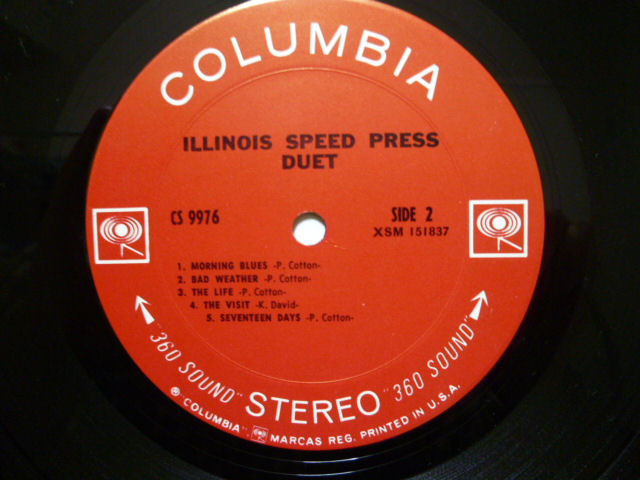 COLUMBIA
ILLINOIS SPEED PRESS
DUET
CS 9976
SIDE 2
XSM 151837
1. MORNING BLUES -P. Cotton-
2. BAD WEATHER -P. Cotton-
3. THE LIFE -P. Cotton-
4. THE VISIT -K. David-
5. SEVENTEEN DAYS -P. Cotton-
"360 SOUND" STEREO "360 SOUND"
® "COLUMBIA", MARCAS REG. PRINTED IN U.S.A.